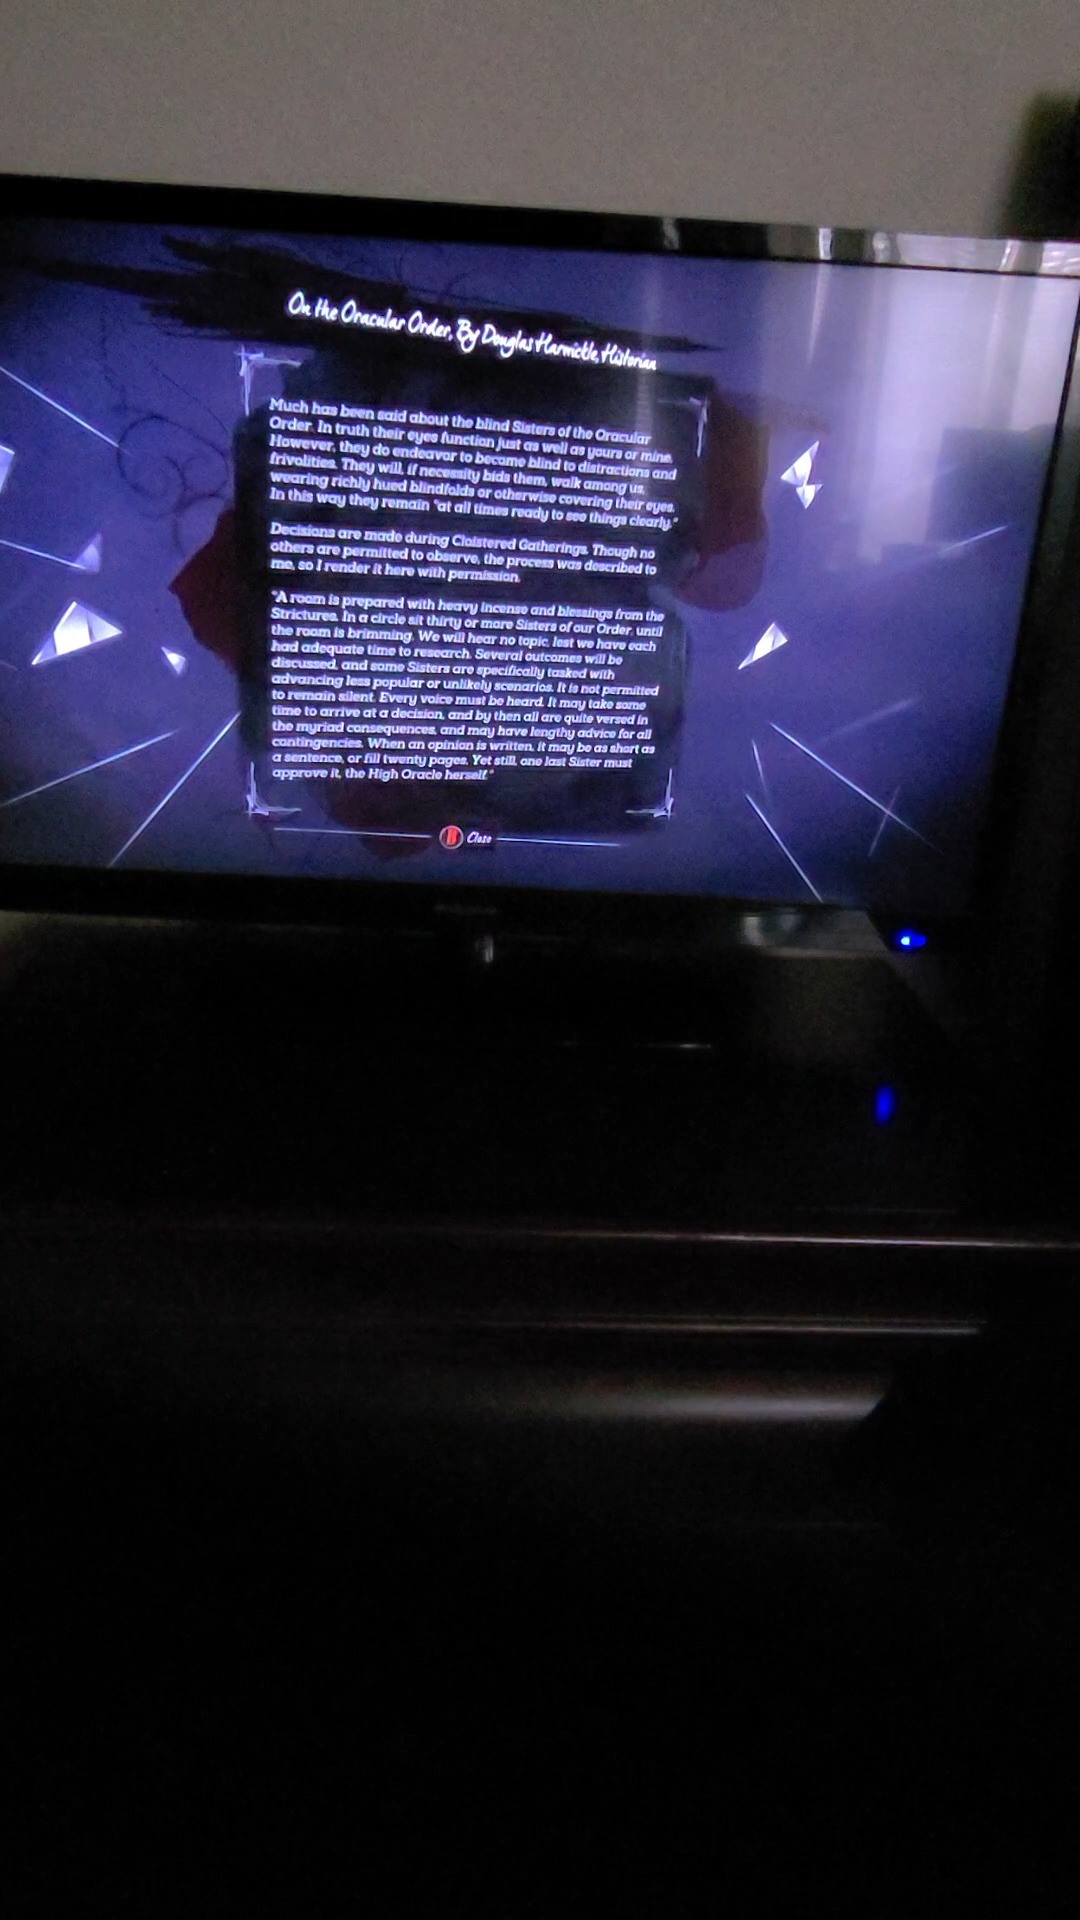 On the Oracular Order, By Douglas Harmickle, Historian
Much has been said about the blind Sisters of the Oracular
Order. In truth their eyes function just as well as yours or mine.
However, they do endeavor to become blind to distractions and
frivolities. They will, if necessity bids them, walk among us,
wearing richly hued blindfolds or otherwise covering their eyes.
In this way they remain "at all times ready to see things clearly."
Decisions are made during Cloistered Gatherings. Though no
others are permitted to observe, the process was described to
me, so I render it here with permission.
"A room is prepared with heavy incense and blessings from the
Strictures. In a circle sit thirty or more Sisters of our Order, until
the room is brimming. We will hear no topic, lest we have each
had adequate time to research. Several outcomes will be
discussed, and some Sisters are specifically tasked with
advancing less popular or unlikely scenarios. It is not permitted
to remain silent. Every voice must be heard. It may take some
time to arrive at a decision, and by then all are quite versed in
the myriad consequences, and may have lengthy advice for all
contingencies. When an opinion is written, it may be as short as
a sentence, or fill twenty pages. Yet still, one last Sister must
approve it, the High Oracle herself."
B Close